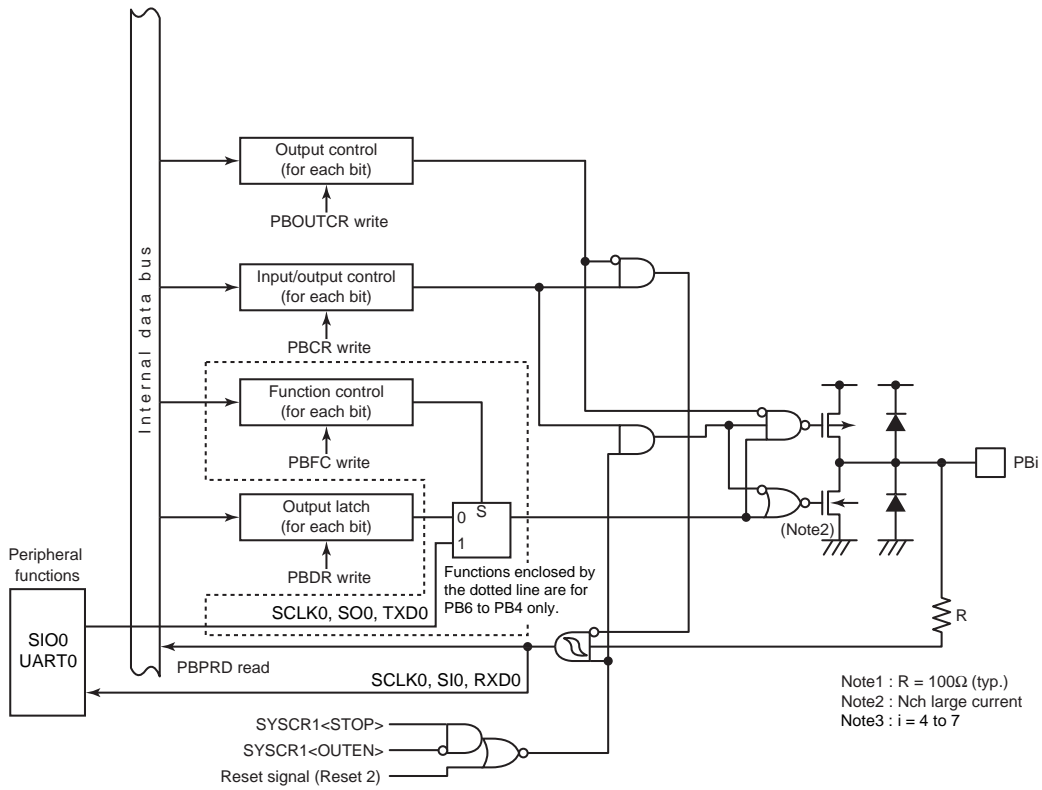 Output control
(for each bit)
PBOUTCR write
Internal data bus
Input/output control
(for each bit)
PBCR write
Function control
(for each bit)
PBFC write
Output latch
(for each bit)
PBDR write
0
S
1
Functions enclosed by
the dotted line are for
PB6 to PB4 only.
(Note2)
PBi
R
Peripheral
functions
SIO0
UART0
SCLK0, SO0, TXD0
PBPRD read
SCLK0, SI0, RXD0
SYSCR1<STOP>
SYSCR1<OUTEN>
Reset signal (Reset 2)
Note1 : R = 100Ω (typ.)
Note2 : Nch large current
Note3 : i = 4 to 7